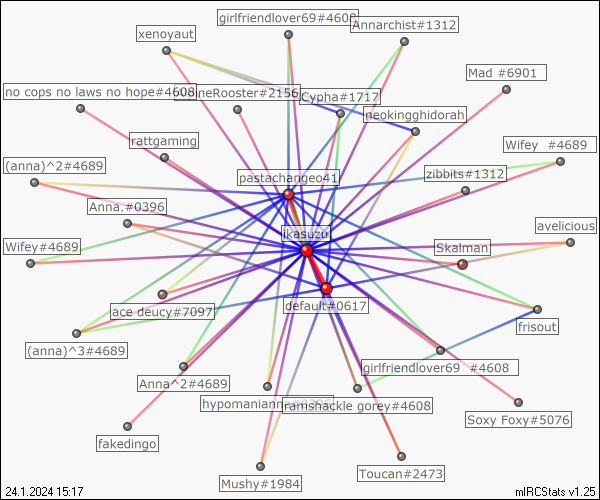 girlfriendlover69#4608
Annarchist#1312
xenoyaut
Mad #6901
no cops no laws no hope#4608
ineRooster#2156
Cypha#1717
neokingghidorah
rattgaming
Wifey #4689
(anna)^2#4689
pastachangeo41
zibbits#1312
Anna.#0396
ikasuzu
avelicious
Wifey#4689
Skalman
ace deucy#7097
default#0617
frisout
(anna)^3#4689
girlfriendlover69 #4608
Anna^2#4689
ramshackle gorey#4608
Soxy Foxy#5076
fakedingo
Toucan#2473
Mushy#1984
24.1.2024 15:17
mIRCStats v1.25